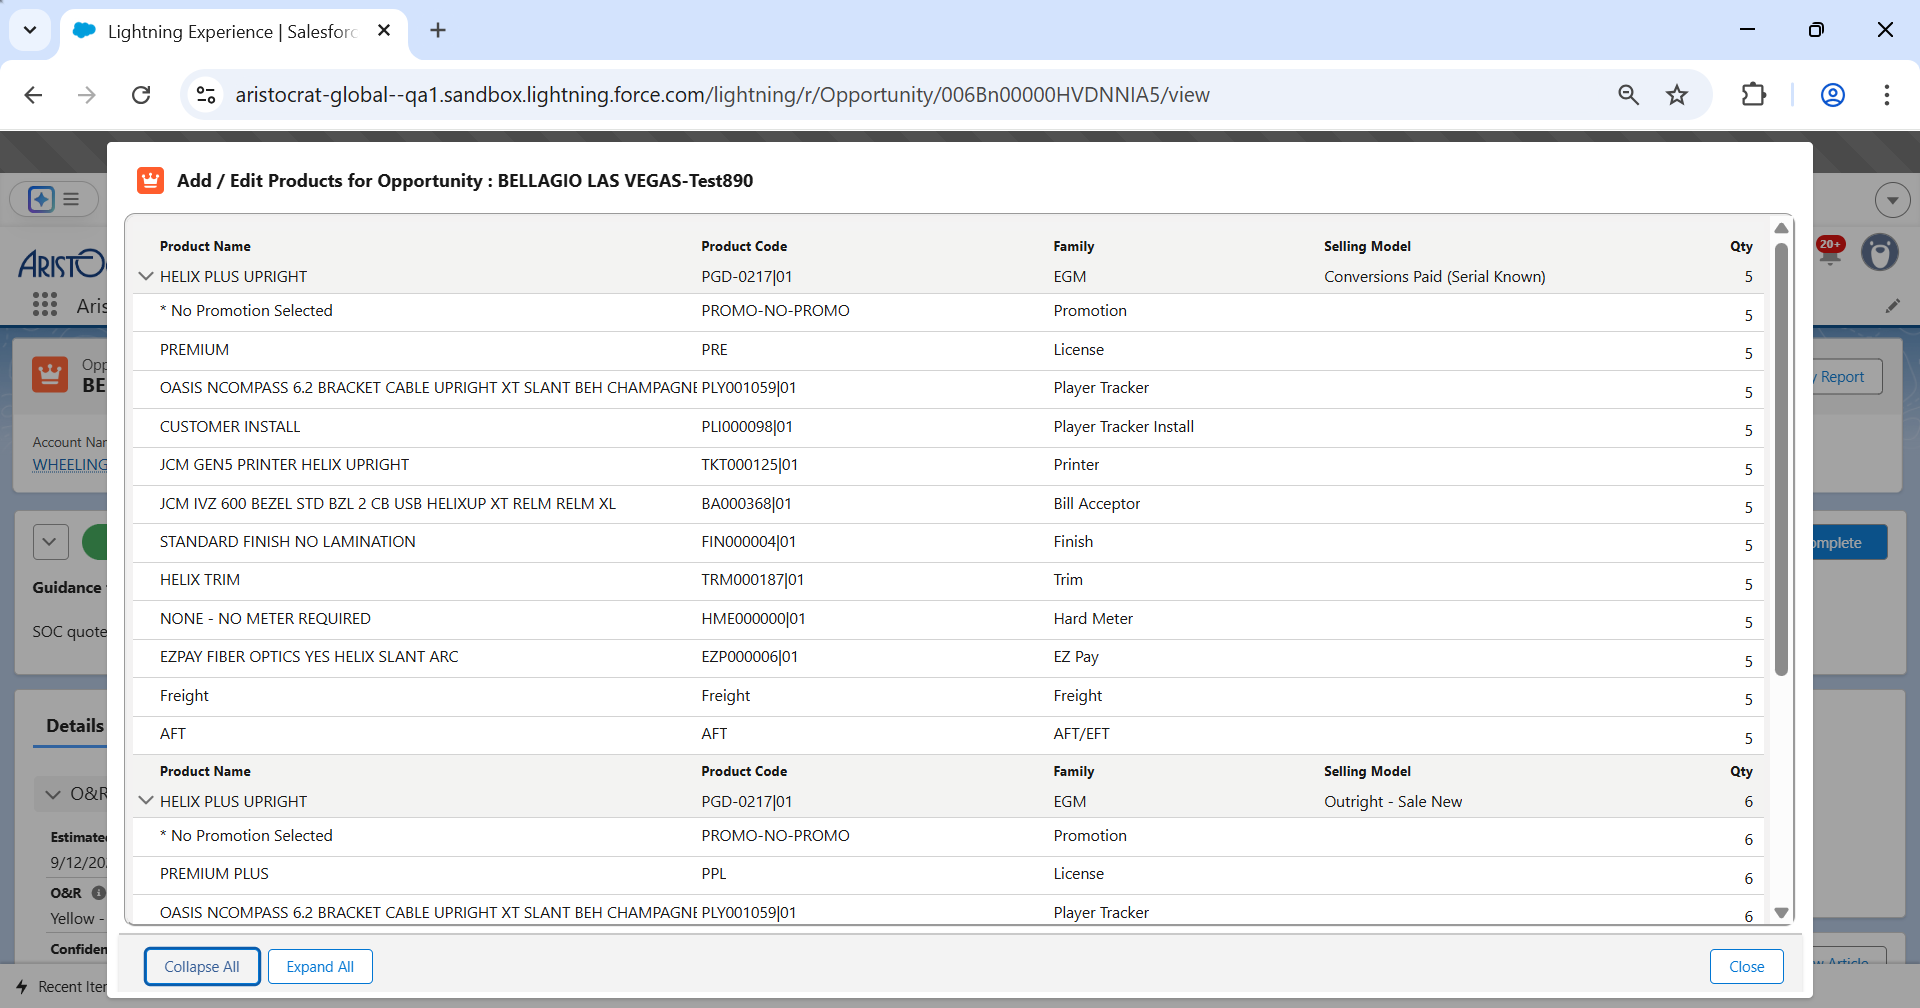 Lightning Experience | Salesforc
aristocrat-global--qa1.sandbox.lightning.force.com/lightning/r/Opportunity/006Bn00000HVDNNIA5/view
Add / Edit Products for Opportunity : BELLAGIO LAS VEGAS-Test890
Product Name Product Code Family Selling Model Qty
HELIX PLUS UPRIGHT PGD-0217|01 EGM Conversions Paid (Serial Known) 5
* No Promotion Selected PROMO-NO-PROMO Promotion 5
PREMIUM PRE License 5
OASIS NCOMPASS 6.2 BRACKET CABLE UPRIGHT XT SLANT BEH CHAMPAGNE PLY001059|01 Player Tracker 5
CUSTOMER INSTALL PLI000098|01 Player Tracker Install 5
JCM GEN5 PRINTER HELIX UPRIGHT TKT000125|01 Printer 5
JCM IVZ 600 BEZEL STD BZL 2 CB USB HELIXUP XT RELM RELM XL BA000368|01 Bill Acceptor 5
STANDARD FINISH NO LAMINATION FIN000004|01 Finish 5
HELIX TRIM TRM000187|01 Trim 5
NONE - NO METER REQUIRED HME000000|01 Hard Meter 5
EZPAY FIBER OPTICS YES HELIX SLANT ARC EZP000006|01 EZ Pay 5
Freight Freight Freight 5
AFT AFT AFT/EFT 5
Product Name Product Code Family Selling Model Qty
HELIX PLUS UPRIGHT PGD-0217|01 EGM Outright - Sale New 6
* No Promotion Selected PROMO-NO-PROMO Promotion 6
PREMIUM PLUS PPL License 6
OASIS NCOMPASS 6.2 BRACKET CABLE UPRIGHT XT SLANT BEH CHAMPAGNE PLY001059|01 Player Tracker 6
Collapse All Expand All Close
ARISTO
Aris
20+
Opp
BE
Report
Account Nar
WHEELING
omplete
Guidance
SOC quote
Details
O&R
Estimated
9/12/20
O&R
Yellow -
Confiden
Article
Recent Iter